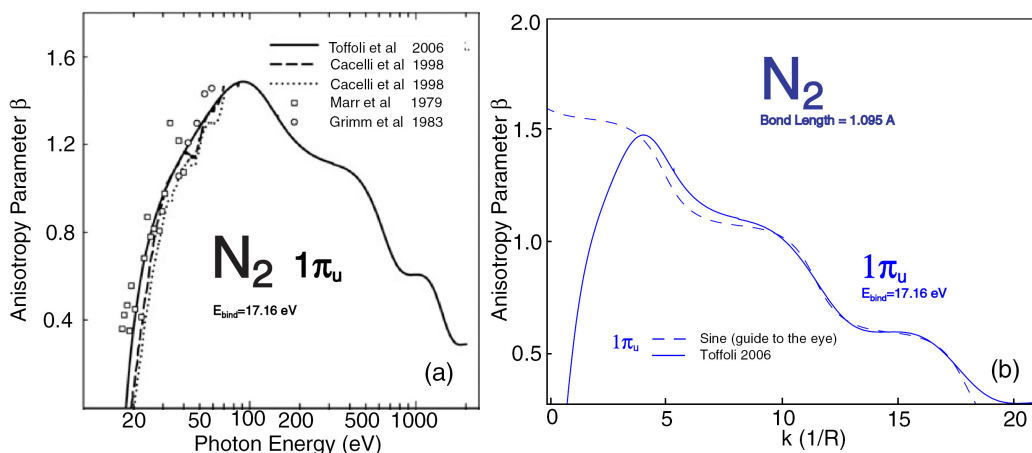 1.6
1.2
0.8
0.4
Anisotropy Parameter β
Toffoli et al 2006
Cacelli et al 1998
Cacelli et al 1998
Marr et al 1979
Grimm et al 1983
N2 1πu
Ebind=17.16 eV
(a)
20 50 100 200 500 1000
Photon Energy (eV)
2.0
1.5
1.0
0.5
Anisotropy Parameter β
N2
Bond Length = 1.095 A
1πu
Ebind=17.16 eV
1πu
Sine (guide to the eye)
Toffoli 2006
(b)
0 5 10 15 20
k (1/R)